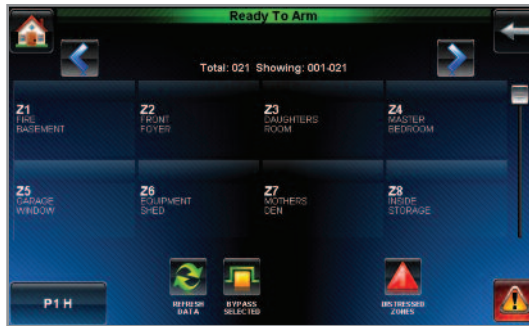 Ready To Arm
Total: 021 Showing: 001-021
Z1
FIRE
BASEMENT
Z2
FRONT
FOYER
Z3
DAUGHTERS
ROOM
Z4
MASTER
BEDROOM
Z5
GARAGE
WINDOW
Z6
EQUIPMENT
SHED
Z7
MOTHERS
DEN
Z8
INSIDE
STORAGE
P1 H
REFRESH
DATA
BYPASS
SELECTED
DISTRESSED
ZONES